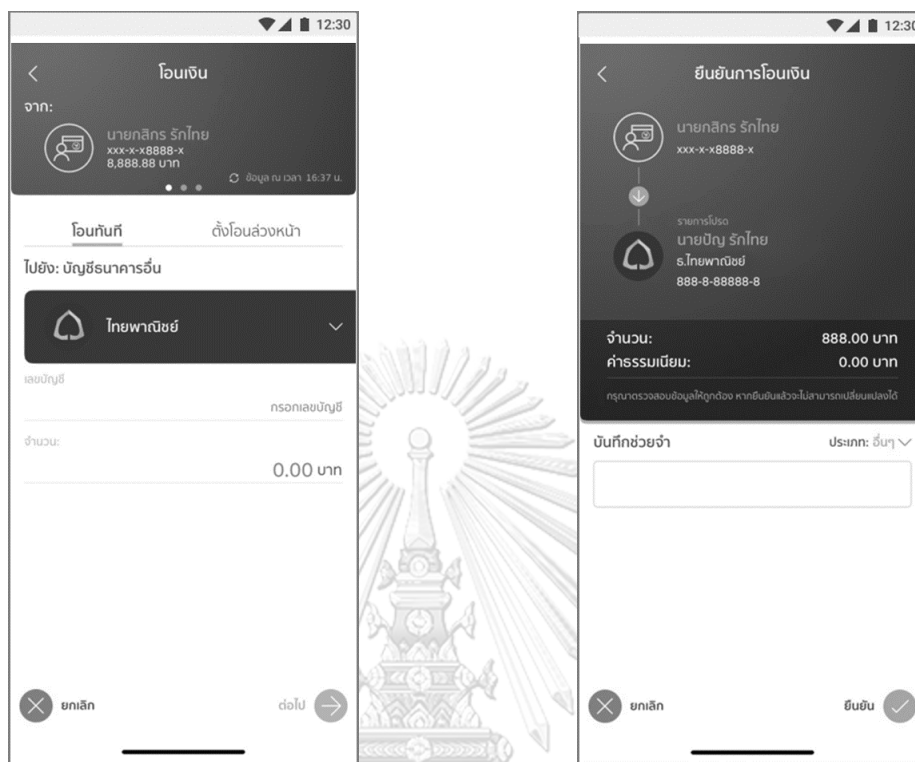 12:30
โอนเงิน
จาก:
นายกสิกร รักไทย
xxx-x-x8888-x
8,888.88 บาท
ข้อมูล ณ เวลา 16:37 น.
โอนทันที
ตั้งโอนล่วงหน้า
ไปยัง: บัญชีธนาคารอื่น
ไทยพาณิชย์
เลขบัญชี
กรอกเลขบัญชี
จำนวน:
0.00 บาท
ยกเลิก
ต่อไป
12:30
ยืนยันการโอนเงิน
นายกสิกร รักไทย
xxx-x-x8888-x
รายการโปรด
นายปัญ รักไทย
ธ.ไทยพาณิชย์
888-8-88888-8
จำนวน: 888.00 บาท
ค่าธรรมเนียม: 0.00 บาท
กรุณาตรวจสอบข้อมูลให้ถูกต้อง หากยืนยันแล้วจะไม่สามารถเปลี่ยนแปลงได้
บันทึกช่วยจำ
ประเภท: อื่นๆ
ยกเลิก
ยืนยัน